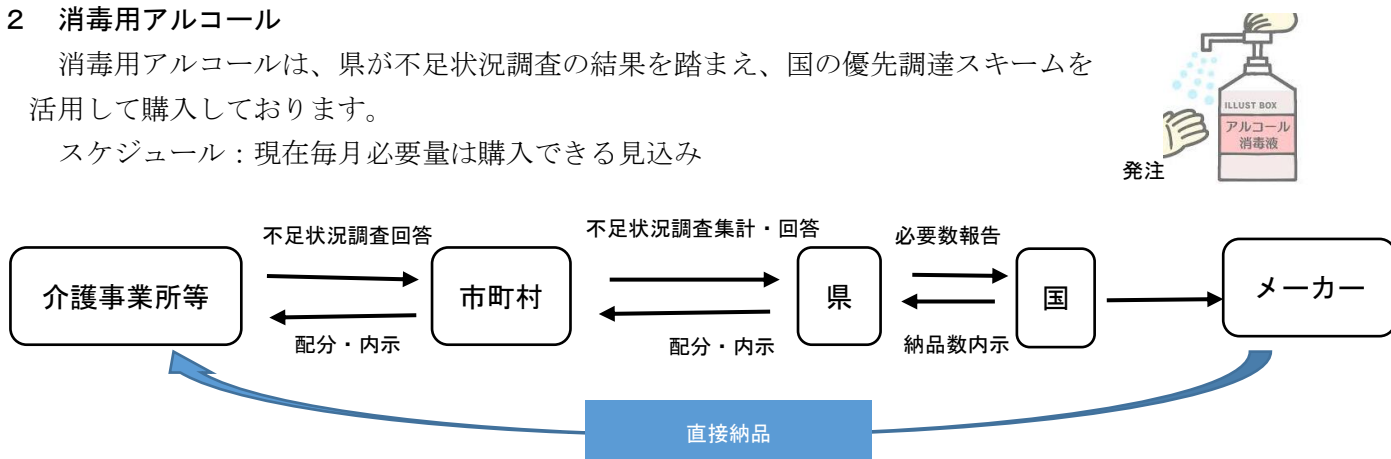 ２　消毒用アルコール
消毒用アルコールは、県が不足状況調査の結果を踏まえ、国の優先調達スキームを
活用して購入しております。
スケジュール：現在毎月必要量は購入できる見込み
ILLUST BOX
アルコール
消毒液
発注
不足状況調査回答
不足状況調査集計・回答
必要数報告
介護事業所等
市町村
県
国
メーカー
配分・内示
配分・内示
納品数内示
直接納品